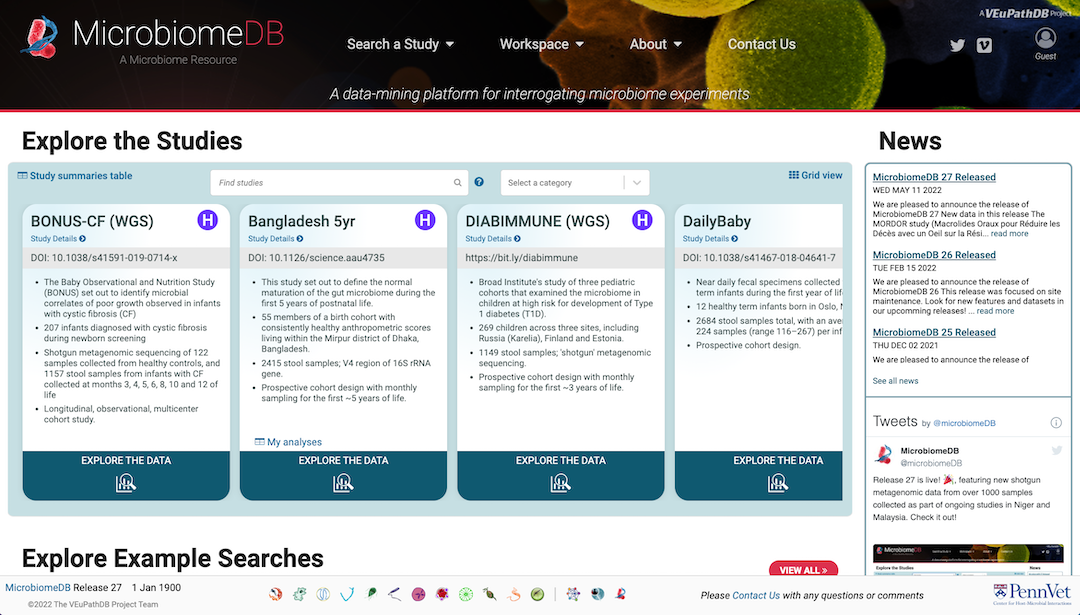 MicrobiomeDB
A Microbiome Resource
Search a Study
Workspace
About
Contact Us
A VEuPathDB Project
Guest
A data-mining platform for interrogating microbiome experiments
Explore the Studies
Study summaries table
Find studies
Select a category
Grid view
BONUS-CF (WGS)
H
Study Details
DOI: 10.1038/s41591-019-0714-x
• The Baby Observational and Nutrition Study
(BONUS) set out to identify microbial
correlates of poor growth observed in infants
with cystic fibrosis (CF)
• 207 infants diagnosed with cystic fibrosis
during newborn screening
• Shotgun metagenomic sequencing of 122
samples collected from healthy controls, and
1157 stool samples from infants with CF
collected at months 3, 4, 5, 6, 8, 10 and 12 of
life
• Longitudinal, observational, multicenter
cohort study.
EXPLORE THE DATA
Bangladesh 5yr
H
Study Details
DOI: 10.1126/science.aau4735
• This study set out to define the normal
maturation of the gut microbiome during the
first 5 years of postnatal life.
• 55 members of a birth cohort with
consistently healthy anthropometric scores
living within the Mirpur district of Dhaka,
Bangladesh.
• 2415 stool samples; V4 region of 16S rRNA
gene.
• Prospective cohort design with monthly
sampling for the first ~5 years of life.
My analyses
EXPLORE THE DATA
DIABIMMUNE (WGS)
H
Study Details
https://bit.ly/diabimmune
• Broad Institute's study of three pediatric
cohorts that examined the microbiome in
children at high risk for development of Type
1 diabetes (T1D).
• 269 children across three sites, including
Russia (Karelia), Finland and Estonia.
• 1149 stool samples; 'shotgun' metagenomic
sequencing.
• Prospective cohort design with monthly
sampling for the first ~3 years of life.
EXPLORE THE DATA
DailyBaby
Study Details
DOI: 10.1038/s41467-018-04641-7
• Near daily fecal specimens collected
term infants during the first year of life
• 12 healthy term infants born in Oslo, N
• 2684 stool samples total, with an ave
224 samples (range 116–267) per inf
• Prospective cohort design.
EXPLORE THE DATA
News
MicrobiomeDB 27 Released
WED MAY 11 2022
We are pleased to announce the release of
MicrobiomeDB 27 New data in this release The
MORDOR study (Macrolides Oraux pour Réduire les
Décès avec un Oeil sur la Rési... read more
MicrobiomeDB 26 Released
TUE FEB 15 2022
We are pleased to announce the release of
MicrobiomeDB 26 This release was focused on site
maintenance. Look for new features and datasets in
our upcoming releases! ... read more
MicrobiomeDB 25 Released
THU DEC 02 2021
We are pleased to announce the release of
See all news
Tweets by @microbiomeDB
MicrobiomeDB
@microbiomeDB
Release 27 is live! 🎉, featuring new shotgun
metagenomic data from over 1000 samples
collected as part of ongoing studies in Niger and
Malaysia. Check it out!
MicrobiomeDB
Explore the Studies
News
Explore Example Searches
VIEW ALL »
MicrobiomeDB Release 27 1 Jan 1900
©2022 The VEuPathDB Project Team
Please Contact Us with any questions or comments
PennVet
Center for Host-Microbial Interactions